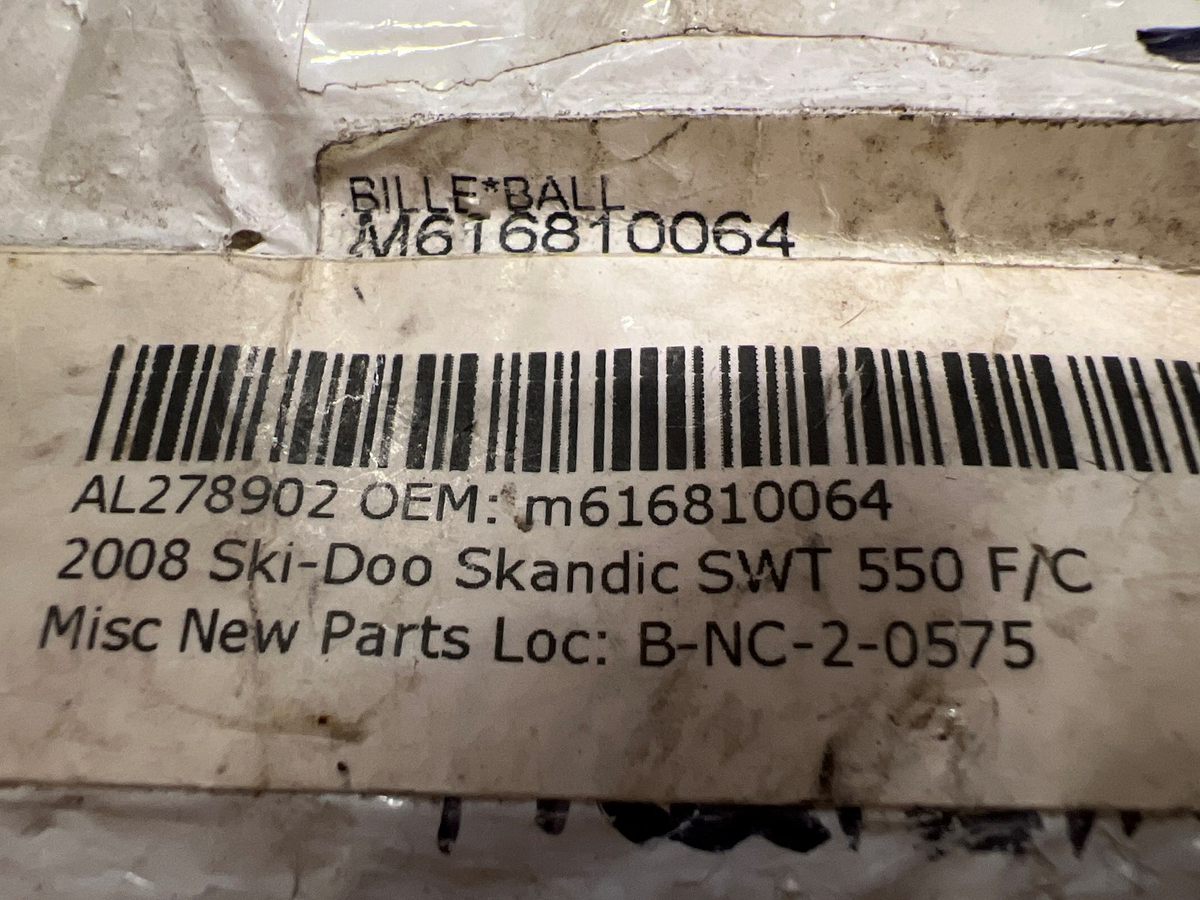 BILLE*BALL
M616810064
AL278902 OEM: m616810064
2008 Ski-Doo Skandic SWT 550 F/C
Misc New Parts Loc: B-NC-2-0575